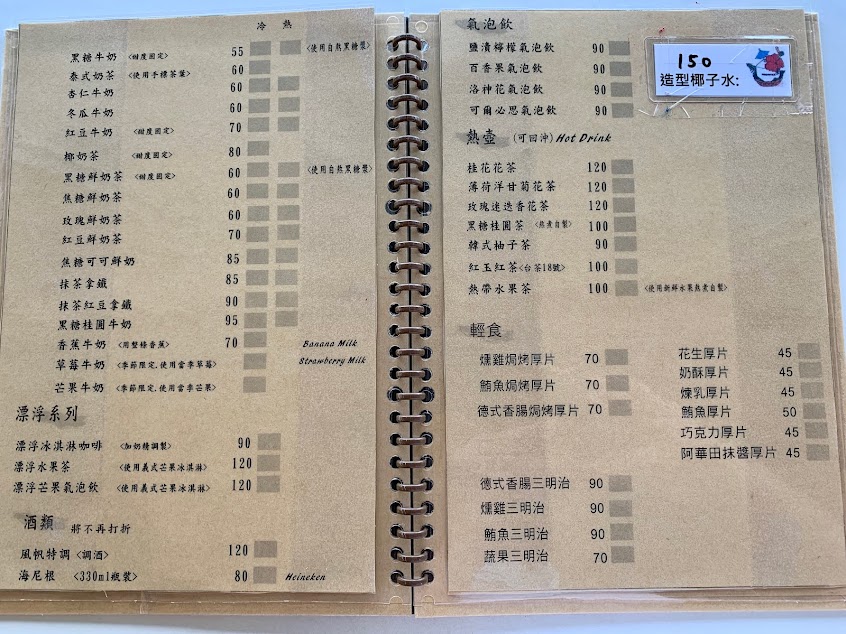 冷 熱
黑糖牛奶 <甜度固定> 55 <使用自熬黑糖漿>
泰式奶茶 <使用手標茶葉> 60
杏仁牛奶 60
冬瓜牛奶 60
紅豆牛奶 <甜度固定> 70
椰奶茶 <甜度固定> 80
黑糖鮮奶茶 <甜度固定> 60 <使用自熬黑糖漿>
焦糖鮮奶茶 60
玫瑰鮮奶茶 60
紅豆鮮奶茶 70
焦糖可可鮮奶 85
抹茶拿鐵 85
抹茶紅豆拿鐵 90
黑糖桂圓牛奶 95
香蕉牛奶 <用整條香蕉> 70 Banana Milk
草莓牛奶 <季節限定.使用當季草莓> Strawberry Milk
芒果牛奶 <季節限定.使用當季芒果>
漂浮系列
漂浮冰淇淋咖啡 <加奶精調製> 90
漂浮水果茶 <使用義式芒果冰淇淋> 120
漂浮芒果氣泡飲 <使用義式芒果冰淇淋> 120
酒類 將不再打折
風帆特調 <調酒> 120
海尼根 <330ml瓶裝> 80 Heineken
氣泡飲
鹽漬檸檬氣泡飲 90
百香果氣泡飲 90
洛神花氣泡飲 90
可爾必思氣泡飲 90
150
造型椰子水:
熱壺 (可回沖) Hot Drink
桂花花茶 120
薄荷洋甘菊花茶 120
玫瑰迷迭香花茶 120
黑糖桂圓茶 <熬煮自製> 100
韓式柚子茶 90
紅玉紅茶<台茶18號> 100
熱帶水果茶 100 <使用新鮮水果熬煮自製>
輕食
燻雞焗烤厚片 70
鮪魚焗烤厚片 70
德式香腸焗烤厚片 70
花生厚片 45
奶酥厚片 45
煉乳厚片 45
鮪魚厚片 50
巧克力厚片 45
阿華田抹醬厚片 45
德式香腸三明治 90
燻雞三明治 90
鮪魚三明治 90
蔬果三明治 70